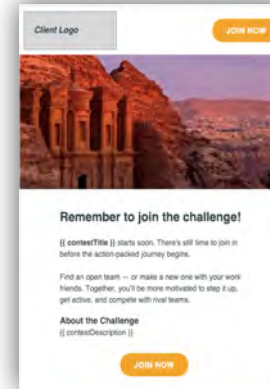 Client Logo
JOIN NOW
Remember to join the challenge!
{{ contestTitle }} starts soon. There's still time to join in
before the action-packed journey begins.
Find an open team — or make a new one with your work
friends. Together, you'll be more motivated to step it up,
get active, and compete with rival teams.
About the Challenge
{{ contestDescription }}
JOIN NOW